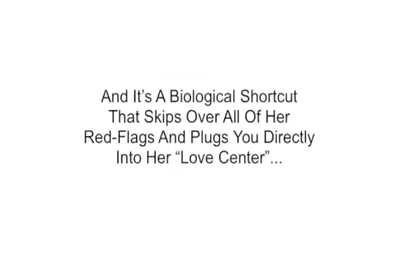 And It’s A Biological Shortcut
That Skips Over All Of Her
Red-Flags And Plugs You Directly
Into Her “Love Center”...